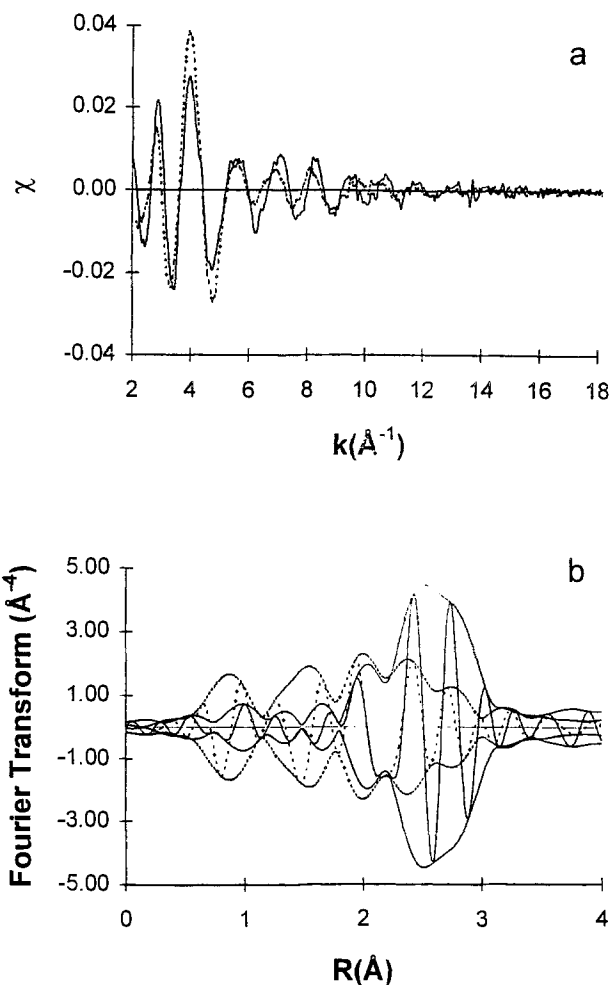 a
0.04
0.02
0.00
-0.02
-0.04
χ
2 4 6 8 10 12 14 16 18
k(Å⁻¹)
b
5.00
3.00
1.00
-1.00
-3.00
-5.00
Fourier Transform (Å⁻⁴)
0 1 2 3 4
R(Å)